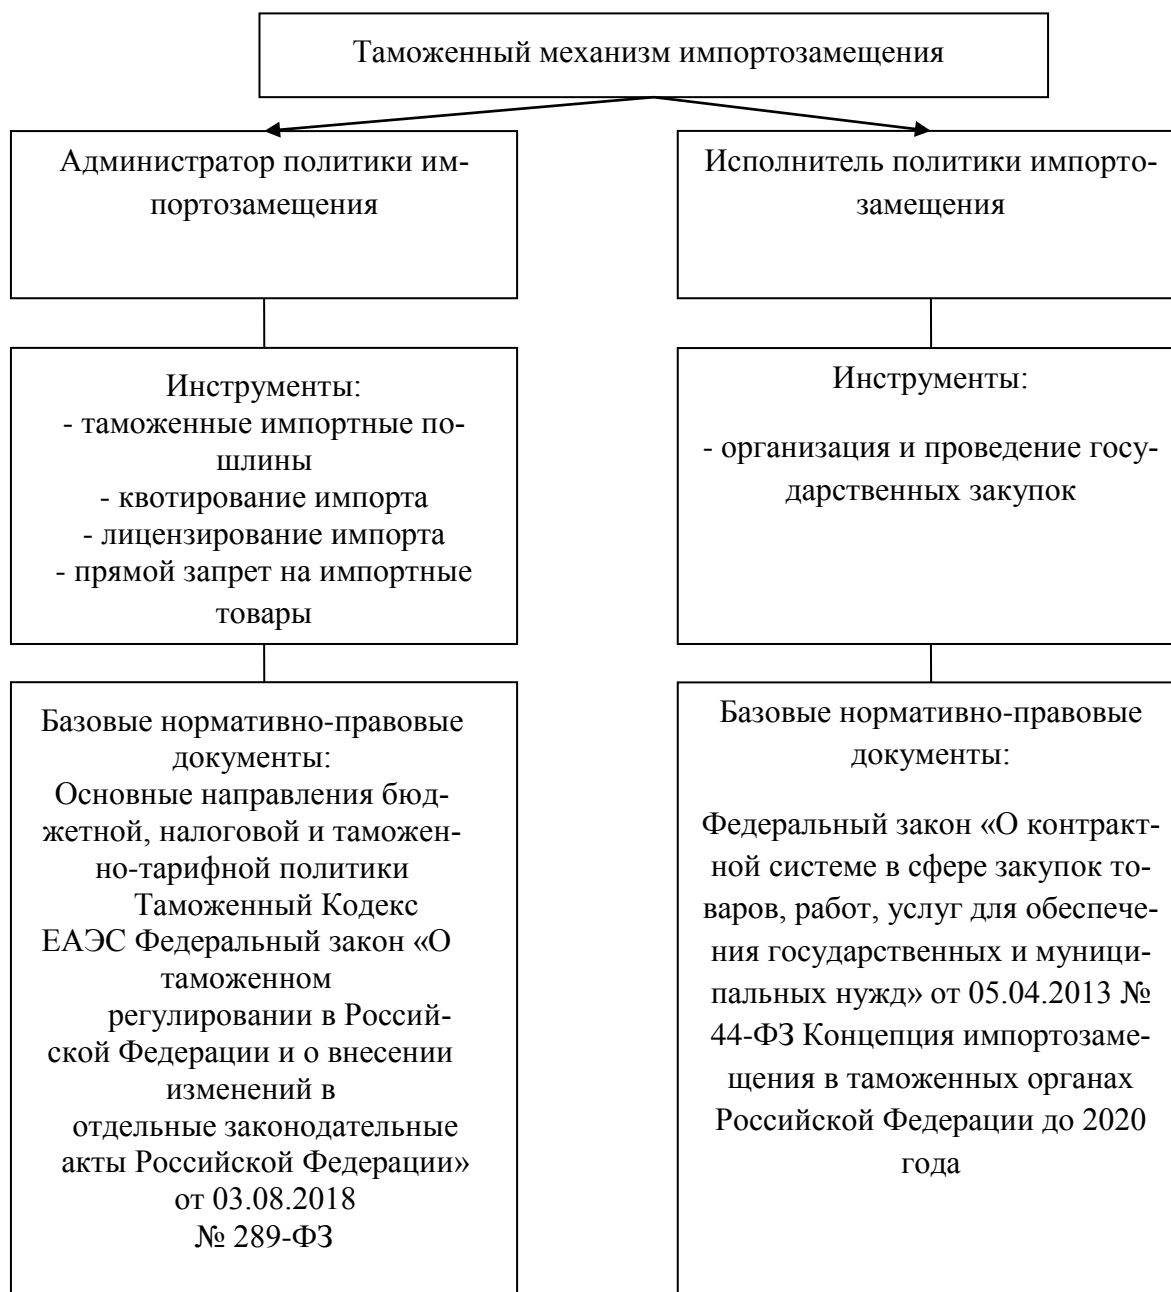 Таможенный механизм импортозамещения
Администратор политики им-
портозамещения
Исполнитель политики импорто-
замещения
Инструменты:
- таможенные импортные по-
шлины
- квотирование импорта
- лицензирование импорта
- прямой запрет на импортные
товары
Инструменты:
- организация и проведение госу-
дарственных закупок
Базовые нормативно-правовые
документы:
Основные направления бюд-
жетной, налоговой и таможен-
но-тарифной политики
Таможенный Кодекс
ЕАЭС Федеральный закон «О
таможенном
регулировании в Россий-
ской Федерации и о внесении
изменений в
отдельные законодательные
акты Российской Федерации»
от 03.08.2018
№ 289-ФЗ
Базовые нормативно-правовые
документы:
Федеральный закон «О контракт-
ной системе в сфере закупок то-
варов, работ, услуг для обеспече-
ния государственных и муници-
пальных нужд» от 05.04.2013 №
44-ФЗ Концепция импортозаме-
щения в таможенных органах
Российской Федерации до 2020
года